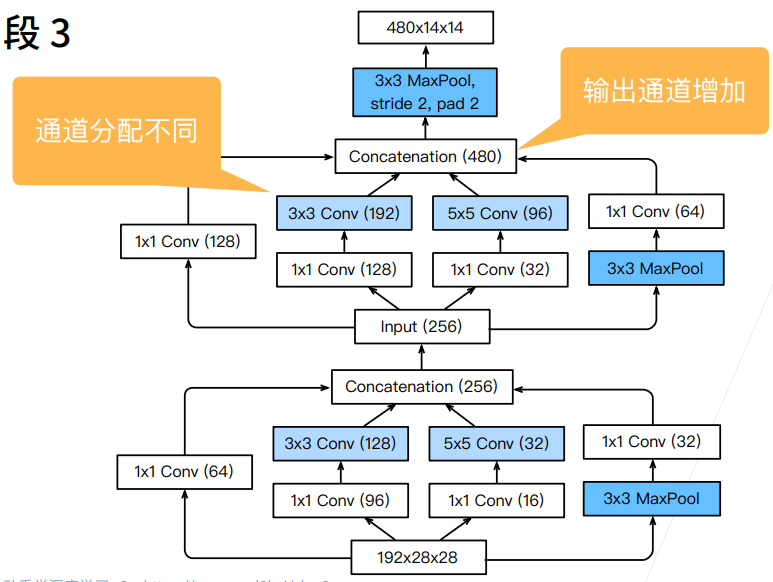 段 3
480x14x14
3x3 MaxPool,
stride 2, pad 2
输出通道增加
通道分配不同
Concatenation (480)
3x3 Conv (192)
5x5 Conv (96)
1x1 Conv (64)
1x1 Conv (128)
1x1 Conv (128)
1x1 Conv (32)
3x3 MaxPool
Input (256)
Concatenation (256)
3x3 Conv (128)
5x5 Conv (32)
1x1 Conv (32)
1x1 Conv (64)
1x1 Conv (96)
1x1 Conv (16)
3x3 MaxPool
192x28x28